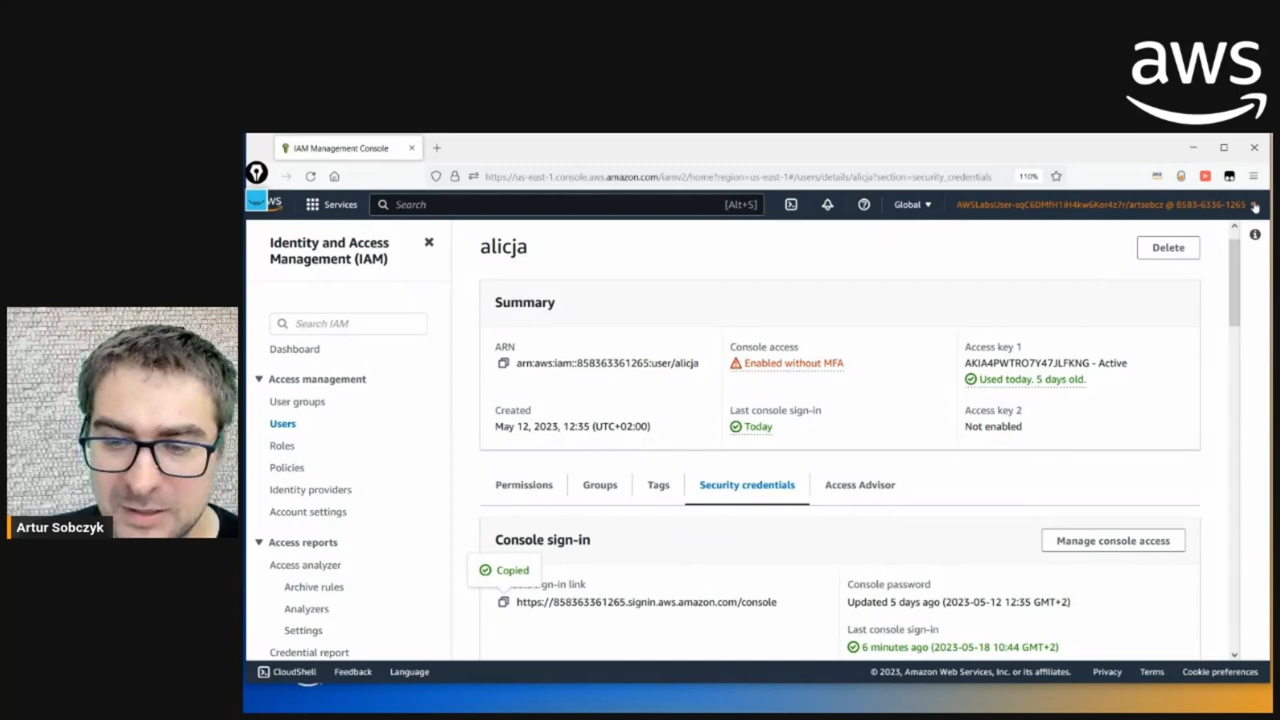 aws
IAM Management Console
https://us-east-1.console.aws.amazon.com/iamv2/home?region=us-east-1#/users/details/alicja?section=security_credentials
110%
Services
Search
[Alt+S]
Global
Identity and Access
Management (IAM)
Search IAM
Dashboard
Access management
User groups
Users
Roles
Policies
Identity providers
Account settings
Access reports
Access analyzer
Archive rules
Analyzers
Settings
Credential report
alicja
Delete
Summary
ARN
arn:aws:iam::858363361265:user/alicja
Console access
Enabled without MFA
Access key 1
AKIA4PWTRO7Y47JLFKNG - Active
Used today. 5 days old.
Created
May 12, 2023, 12:35 (UTC+02:00)
Last console sign-in
Today
Access key 2
Not enabled
Permissions
Groups
Tags
Security credentials
Access Advisor
Console sign-in
Manage console access
Copied
sign-in link
https://858363361265.signin.aws.amazon.com/console
Console password
Updated 5 days ago (2023-05-12 12:35 GMT+2)
Last console sign-in
6 minutes ago (2023-05-18 10:44 GMT+2)
CloudShell
Feedback
Language
© 2023, Amazon Web Services, Inc. or its affiliates.
Privacy
Terms
Cookie preferences
Artur Sobczyk